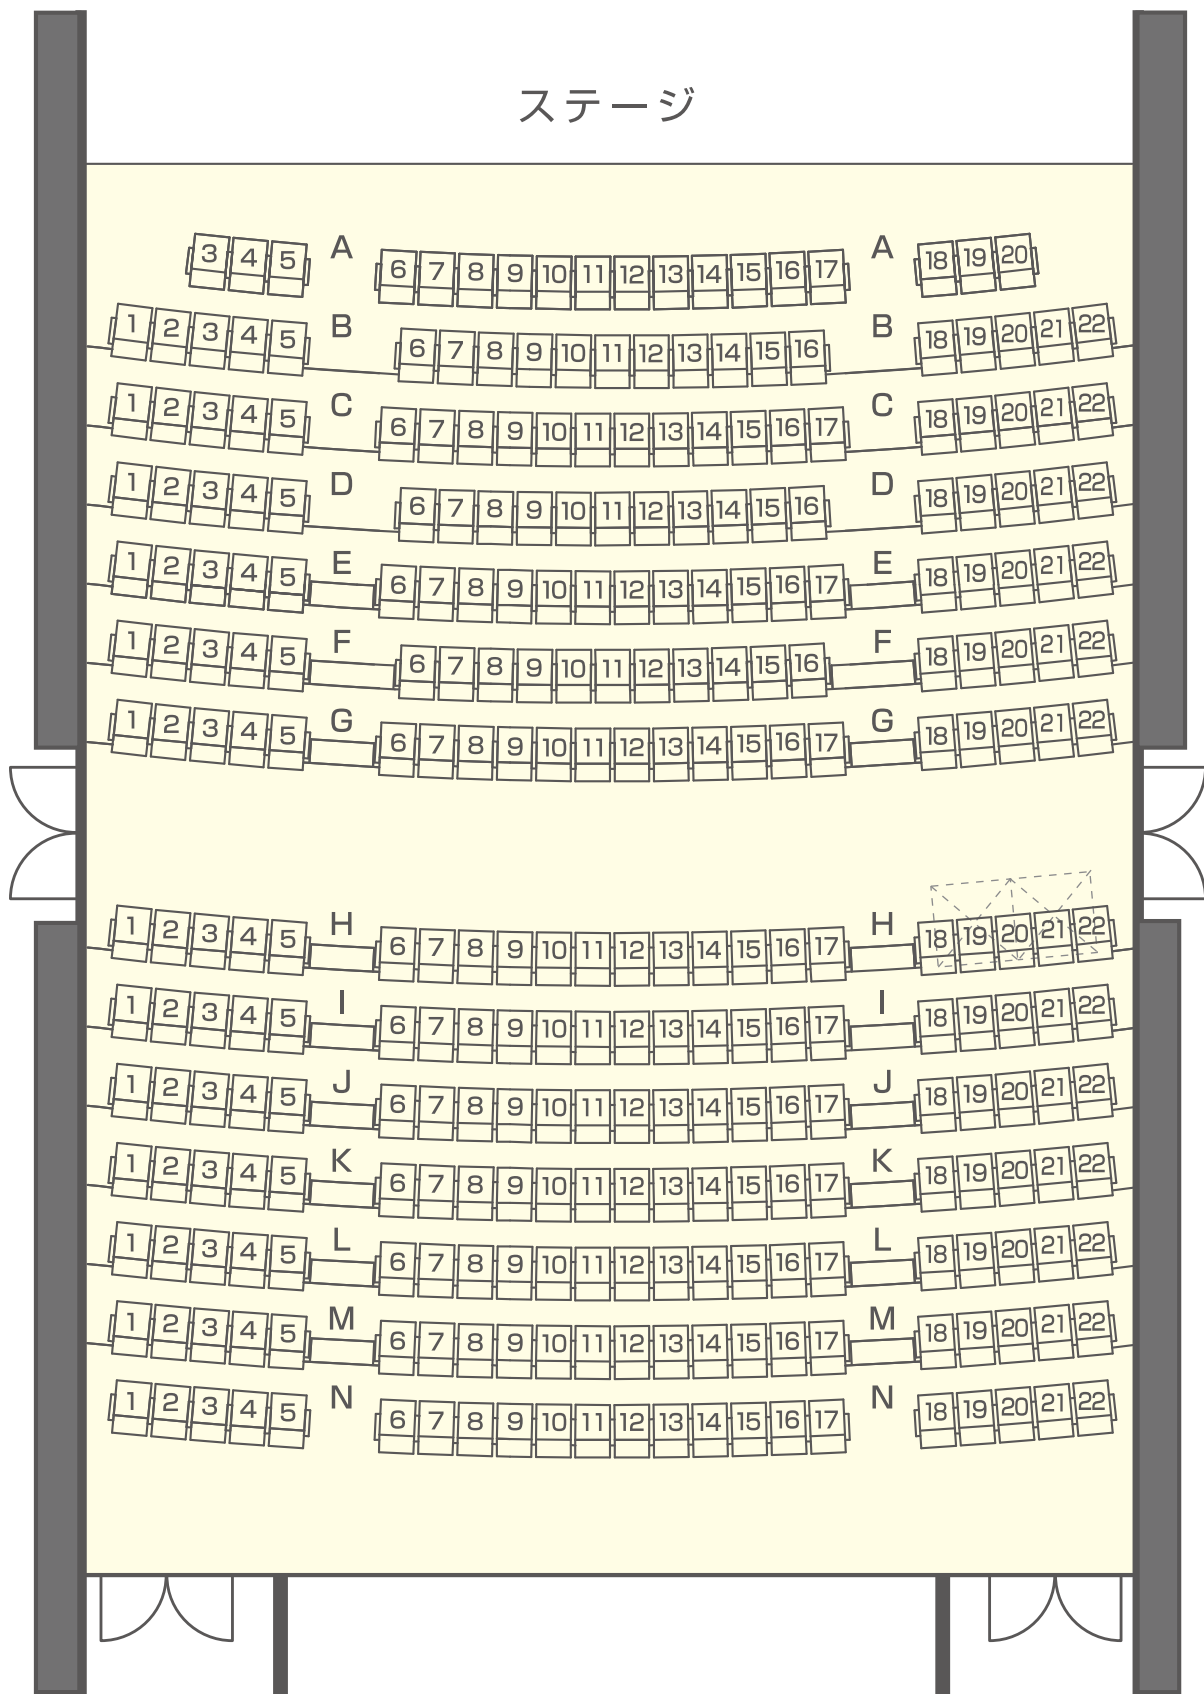 ステージ
3 4 5 A 6 7 8 9 10 11 12 13 14 15 16 17 A 18 19 20
1 2 3 4 5 B 6 7 8 9 10 11 12 13 14 15 16 B 18 19 20 21 22
1 2 3 4 5 C 6 7 8 9 10 11 12 13 14 15 16 17 C 18 19 20 21 22
1 2 3 4 5 D 6 7 8 9 10 11 12 13 14 15 16 D 18 19 20 21 22
1 2 3 4 5 E 6 7 8 9 10 11 12 13 14 15 16 17 E 18 19 20 21 22
1 2 3 4 5 F 6 7 8 9 10 11 12 13 14 15 16 F 18 19 20 21 22
1 2 3 4 5 G 6 7 8 9 10 11 12 13 14 15 16 17 G 18 19 20 21 22
1 2 3 4 5 H 6 7 8 9 10 11 12 13 14 15 16 17 H 18 19 20 21 22
1 2 3 4 5 I 6 7 8 9 10 11 12 13 14 15 16 17 I 18 19 20 21 22
1 2 3 4 5 J 6 7 8 9 10 11 12 13 14 15 16 17 J 18 19 20 21 22
1 2 3 4 5 K 6 7 8 9 10 11 12 13 14 15 16 17 K 18 19 20 21 22
1 2 3 4 5 L 6 7 8 9 10 11 12 13 14 15 16 17 L 18 19 20 21 22
1 2 3 4 5 M 6 7 8 9 10 11 12 13 14 15 16 17 M 18 19 20 21 22
1 2 3 4 5 N 6 7 8 9 10 11 12 13 14 15 16 17 N 18 19 20 21 22